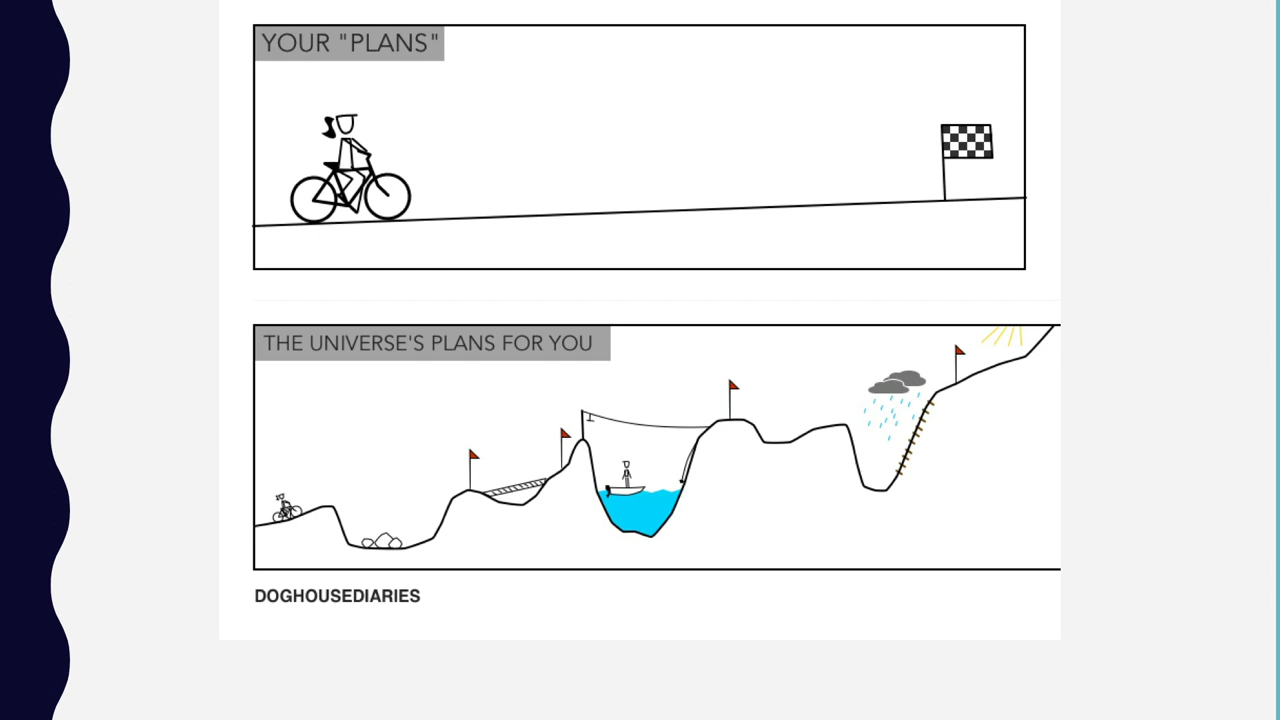 YOUR "PLANS"
THE UNIVERSE'S PLANS FOR YOU
DOGHOUSEDIARIES